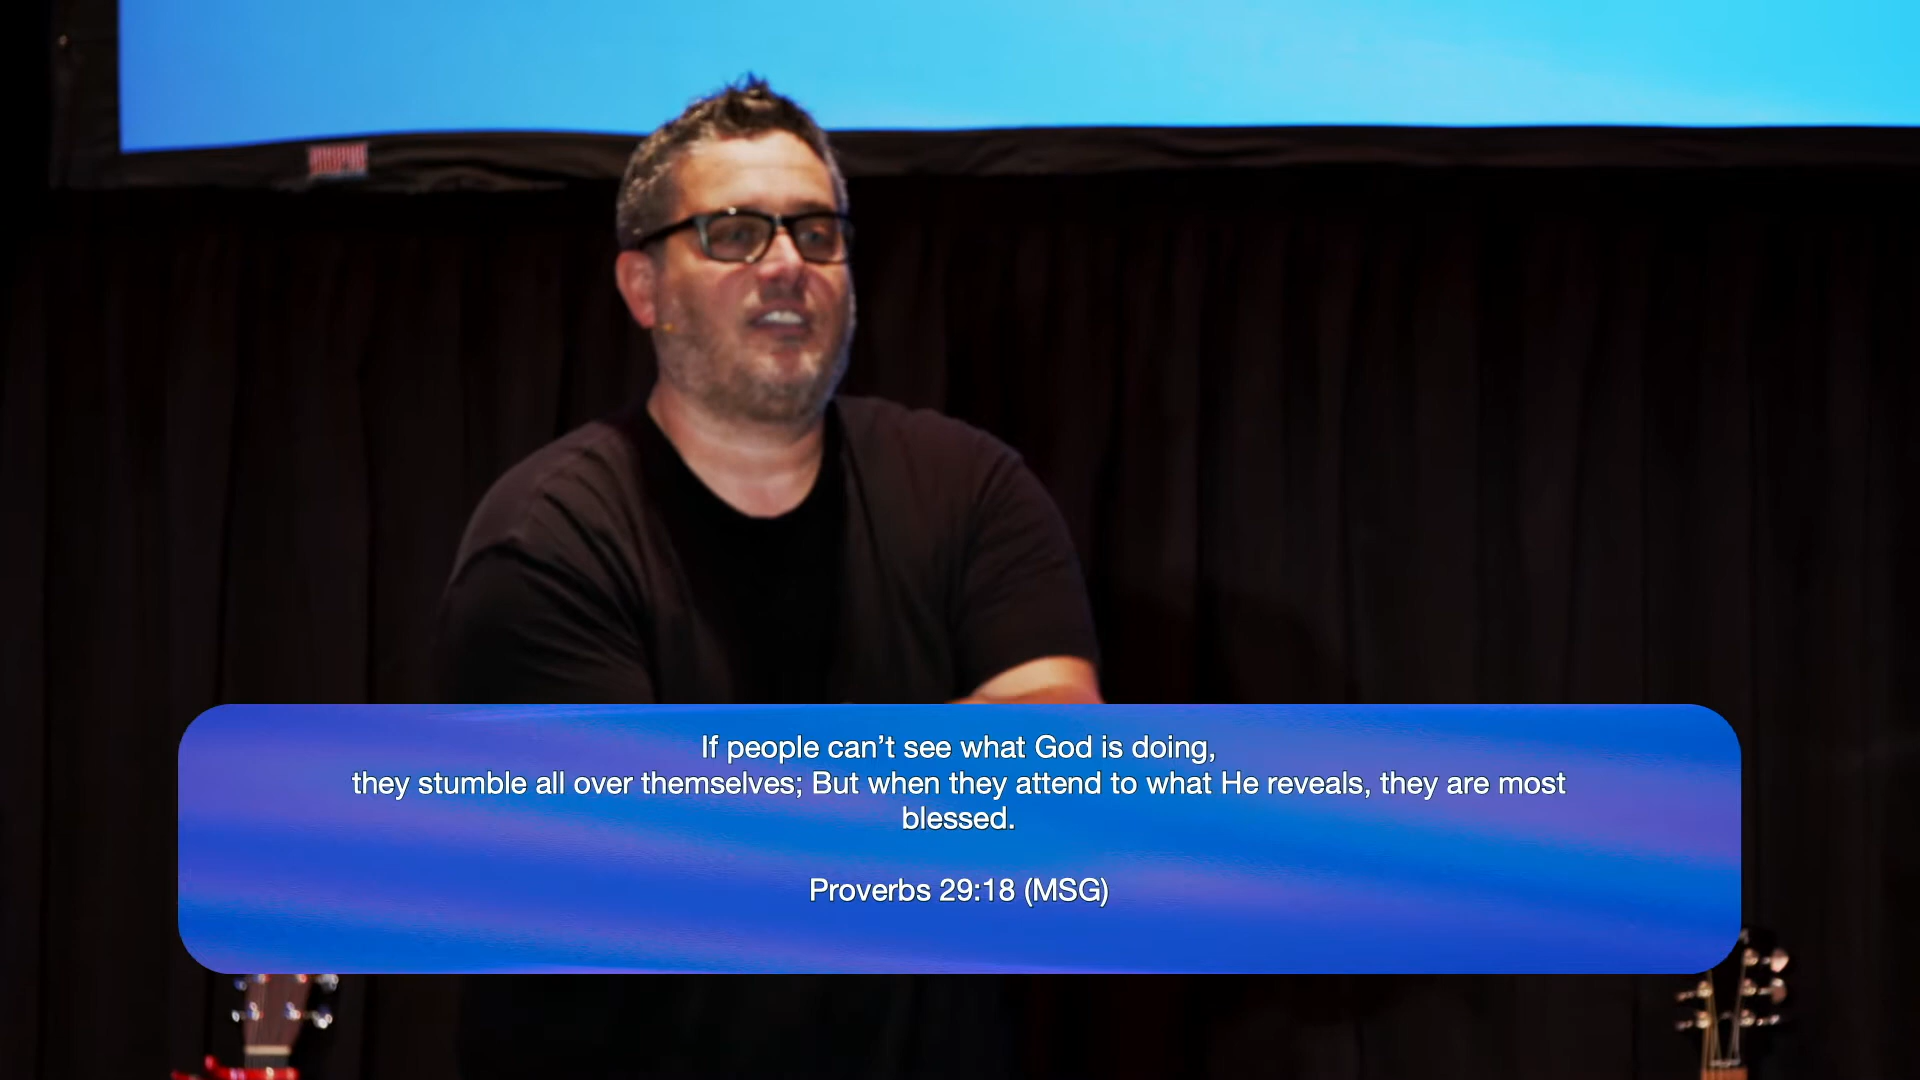 If people can’t see what God is doing,
they stumble all over themselves; But when they attend to what He reveals, they are most
blessed.
Proverbs 29:18 (MSG)